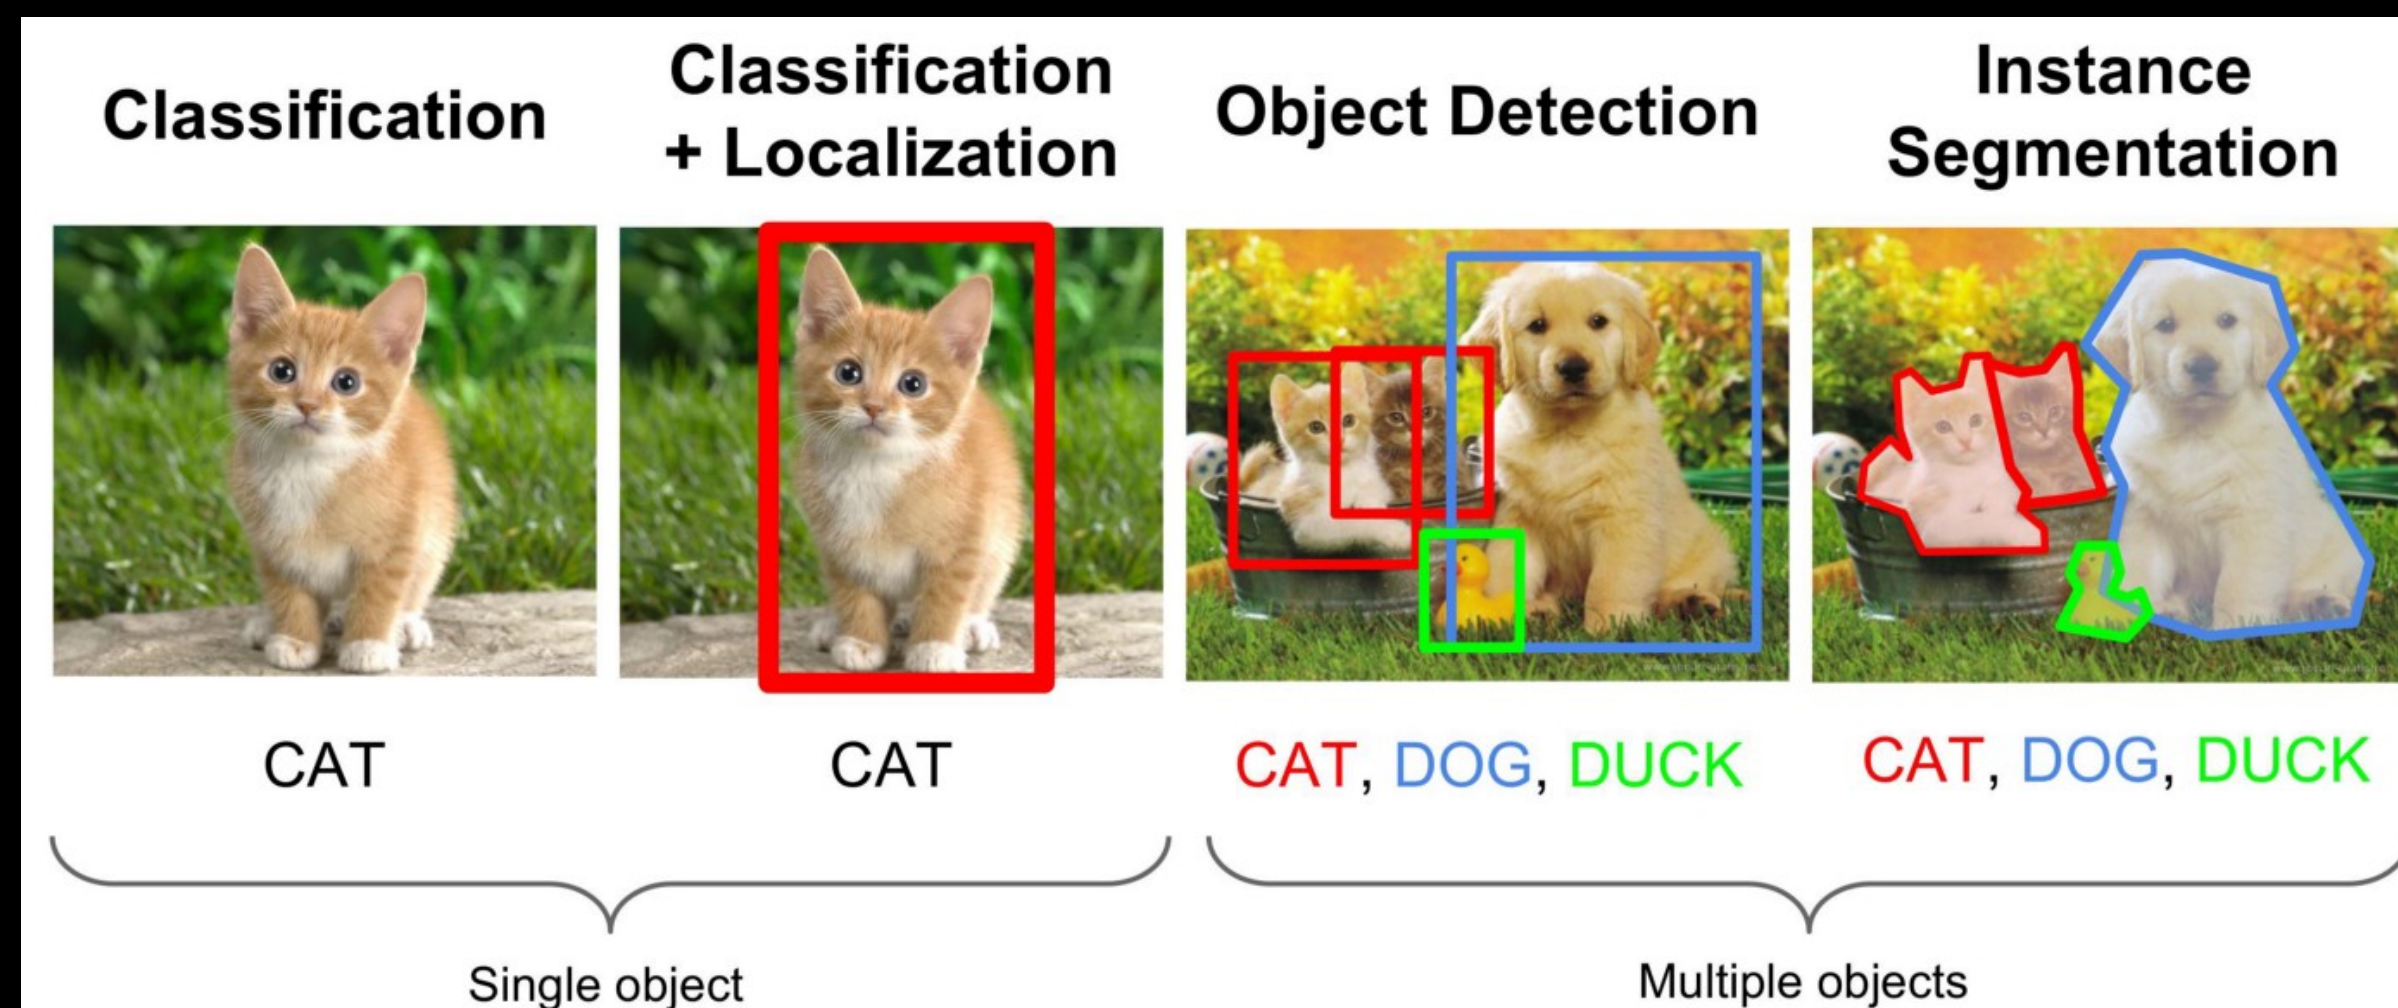 Classification
Classification
+ Localization
Object Detection
Instance
Segmentation
CAT
CAT
CAT, DOG, DUCK
CAT, DOG, DUCK
Single object
Multiple objects